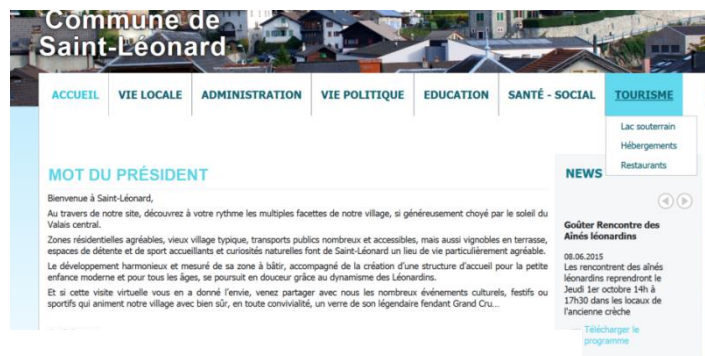 Commune de
Saint-Léonard
ACCUEIL VIE LOCALE ADMINISTRATION VIE POLITIQUE EDUCATION SANTÉ - SOCIAL TOURISME
Lac souterrain
Hébergements
Restaurants
MOT DU PRÉSIDENT
Bienvenue à Saint-Léonard,
Au travers de notre site, découvrez à votre rythme les multiples facettes de notre village, si généreusement choyé par le soleil du
Valais central.
Zones résidentielles agréables, vieux village typique, transports publics nombreux et accessibles, mais aussi vignobles en terrasse,
espaces de détente et de sport accueillants et curiosités naturelles font de Saint-Léonard un lieu de vie particulièrement agréable.
Le développement harmonieux et mesuré de sa zone à bâtir, accompagné de la création d'une structure d'accueil pour la petite
enfance moderne et pour tous les âges, se poursuit en douceur grâce au dynamisme des Léonardins.
Et si cette visite virtuelle vous en a donné l'envie, venez partager avec nous les nombreux événements culturels, festifs ou
sportifs qui animent notre village avec bien sûr, en toute convivialité, un verre de son légendaire fendant Grand Cru...
NEWS
Goûter Rencontre des
Aînés léonardins
08.06.2015
Les rencontrent des aînés
léonardins reprendront le
Jeudi 1er octobre 14h à
17h30 dans les locaux de
l'ancienne crèche
Télécharger le
programme